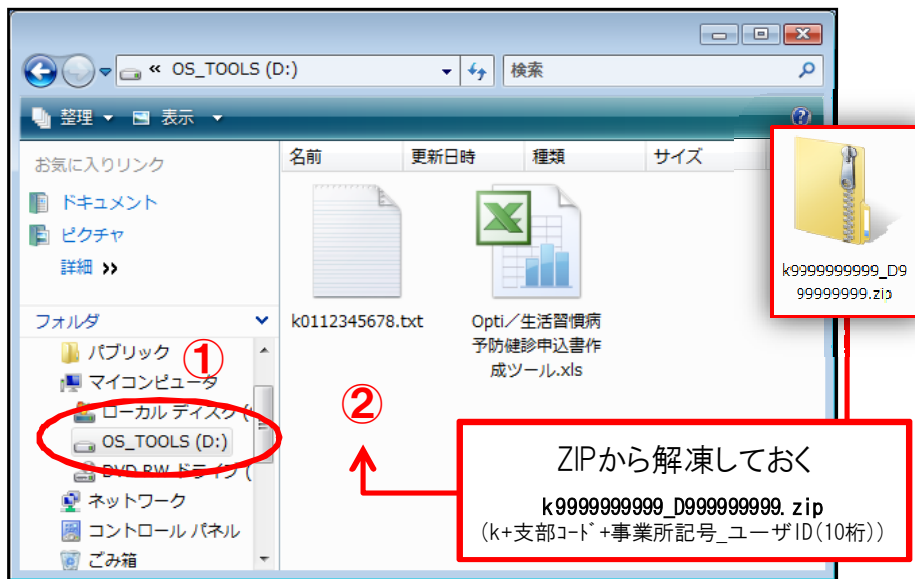 « OS_TOOLS (D:)
検索
整理
表示
お気に入りリンク
名前
更新日時
種類
サイズ
ドキュメント
ピクチャ
詳細 »
フォルダ
パブリック
①
マイコンピュータ
ローカル ディスク (
OS_TOOLS (D:)
DVD RW ドライブ (
ネットワーク
コントロール パネル
ごみ箱
k0112345678.txt
Opti／生活習慣病
予防健診申込書作
成ツール.xls
②
k9999999999_D9
99999999.zip
ZIPから解凍しておく
k9999999999_D999999999.zip
(k+支部ｺｰﾄﾞ+事業所記号_ユーザID(10桁))